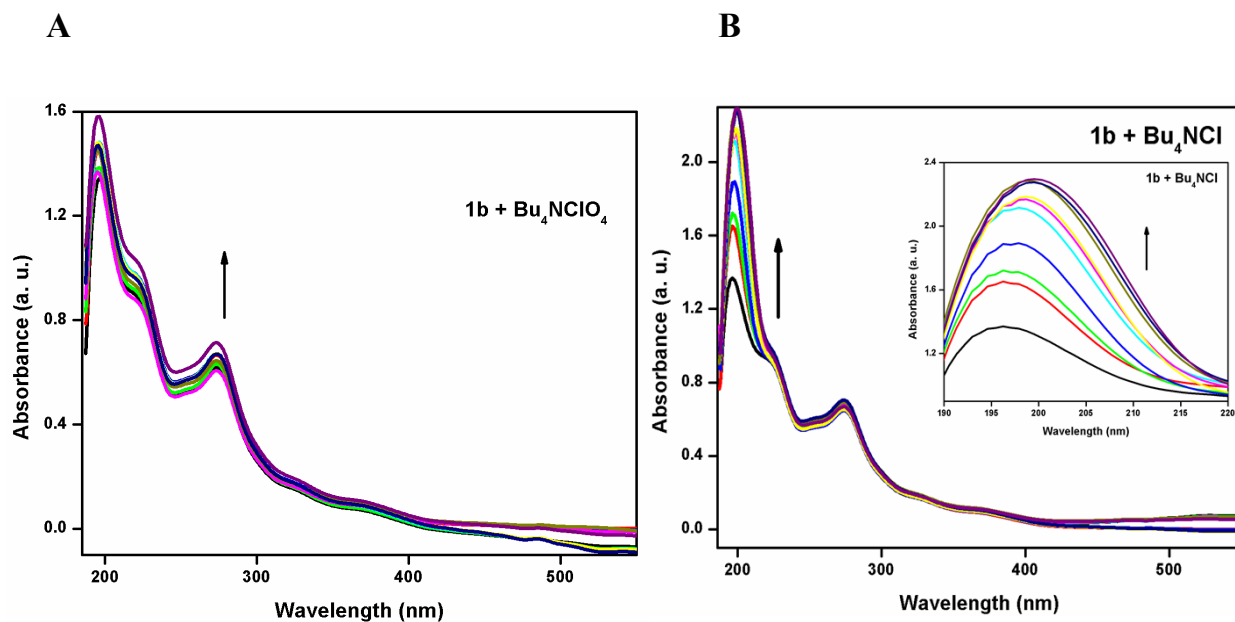 A
B
1.6
1.2
0.8
0.4
0.0
200
300
400
500
Absorbance (a. u.)
Wavelength (nm)
1b + Bu₄NClO₄
2.0
1.6
1.2
0.8
0.4
0.0
200
300
400
500
Absorbance (a. u.)
Wavelength (nm)
1b + Bu₄NCl
2.4
2.0
1.6
1.2
190
195
200
205
210
215
220
Absorbance (a. u.)
Wavelength (nm)
1b + Bu₄NCl